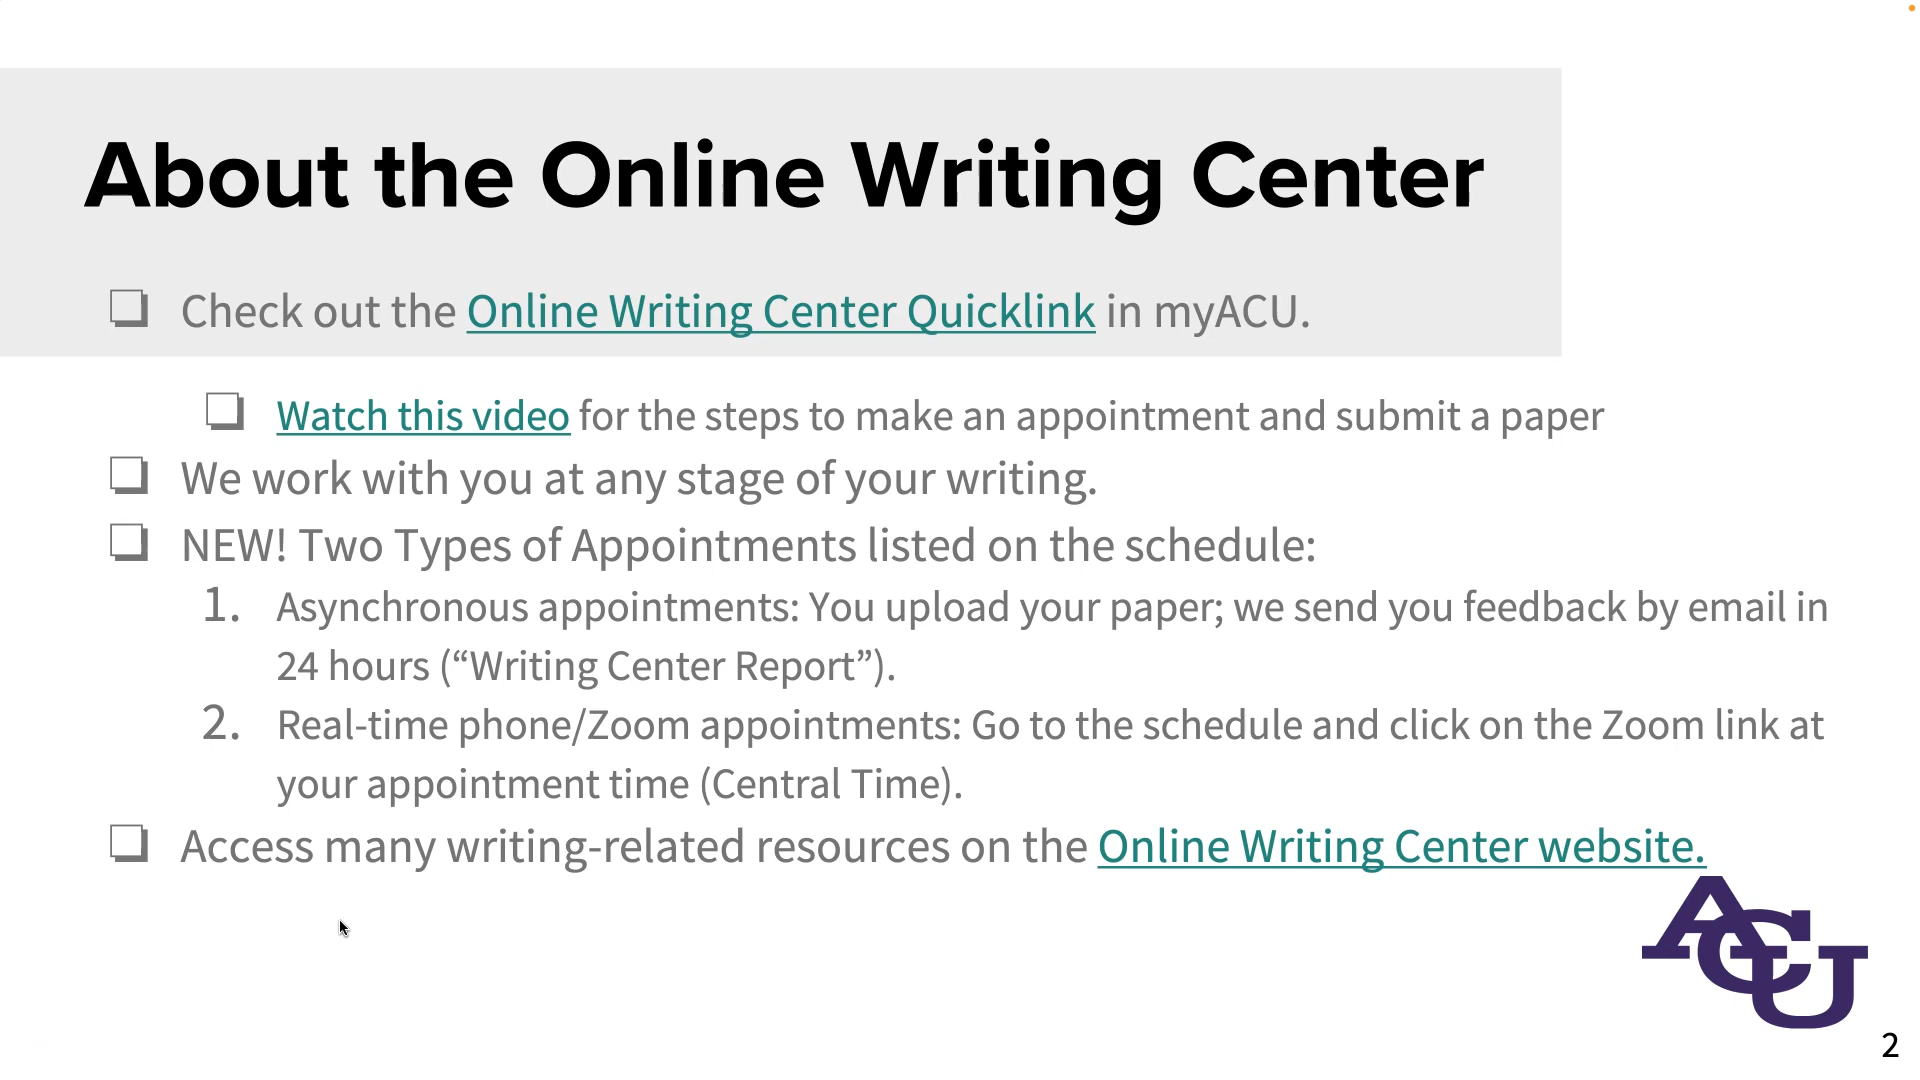 About the Online Writing Center
❏ Check out the Online Writing Center Quicklink in myACU.
❏ Watch this video for the steps to make an appointment and submit a paper
❏ We work with you at any stage of your writing.
❏ NEW! Two Types of Appointments listed on the schedule:
1. Asynchronous appointments: You upload your paper; we send you feedback by email in
24 hours (“Writing Center Report”).
2. Real-time phone/Zoom appointments: Go to the schedule and click on the Zoom link at
your appointment time (Central Time).
❏ Access many writing-related resources on the Online Writing Center website.
ACU
2